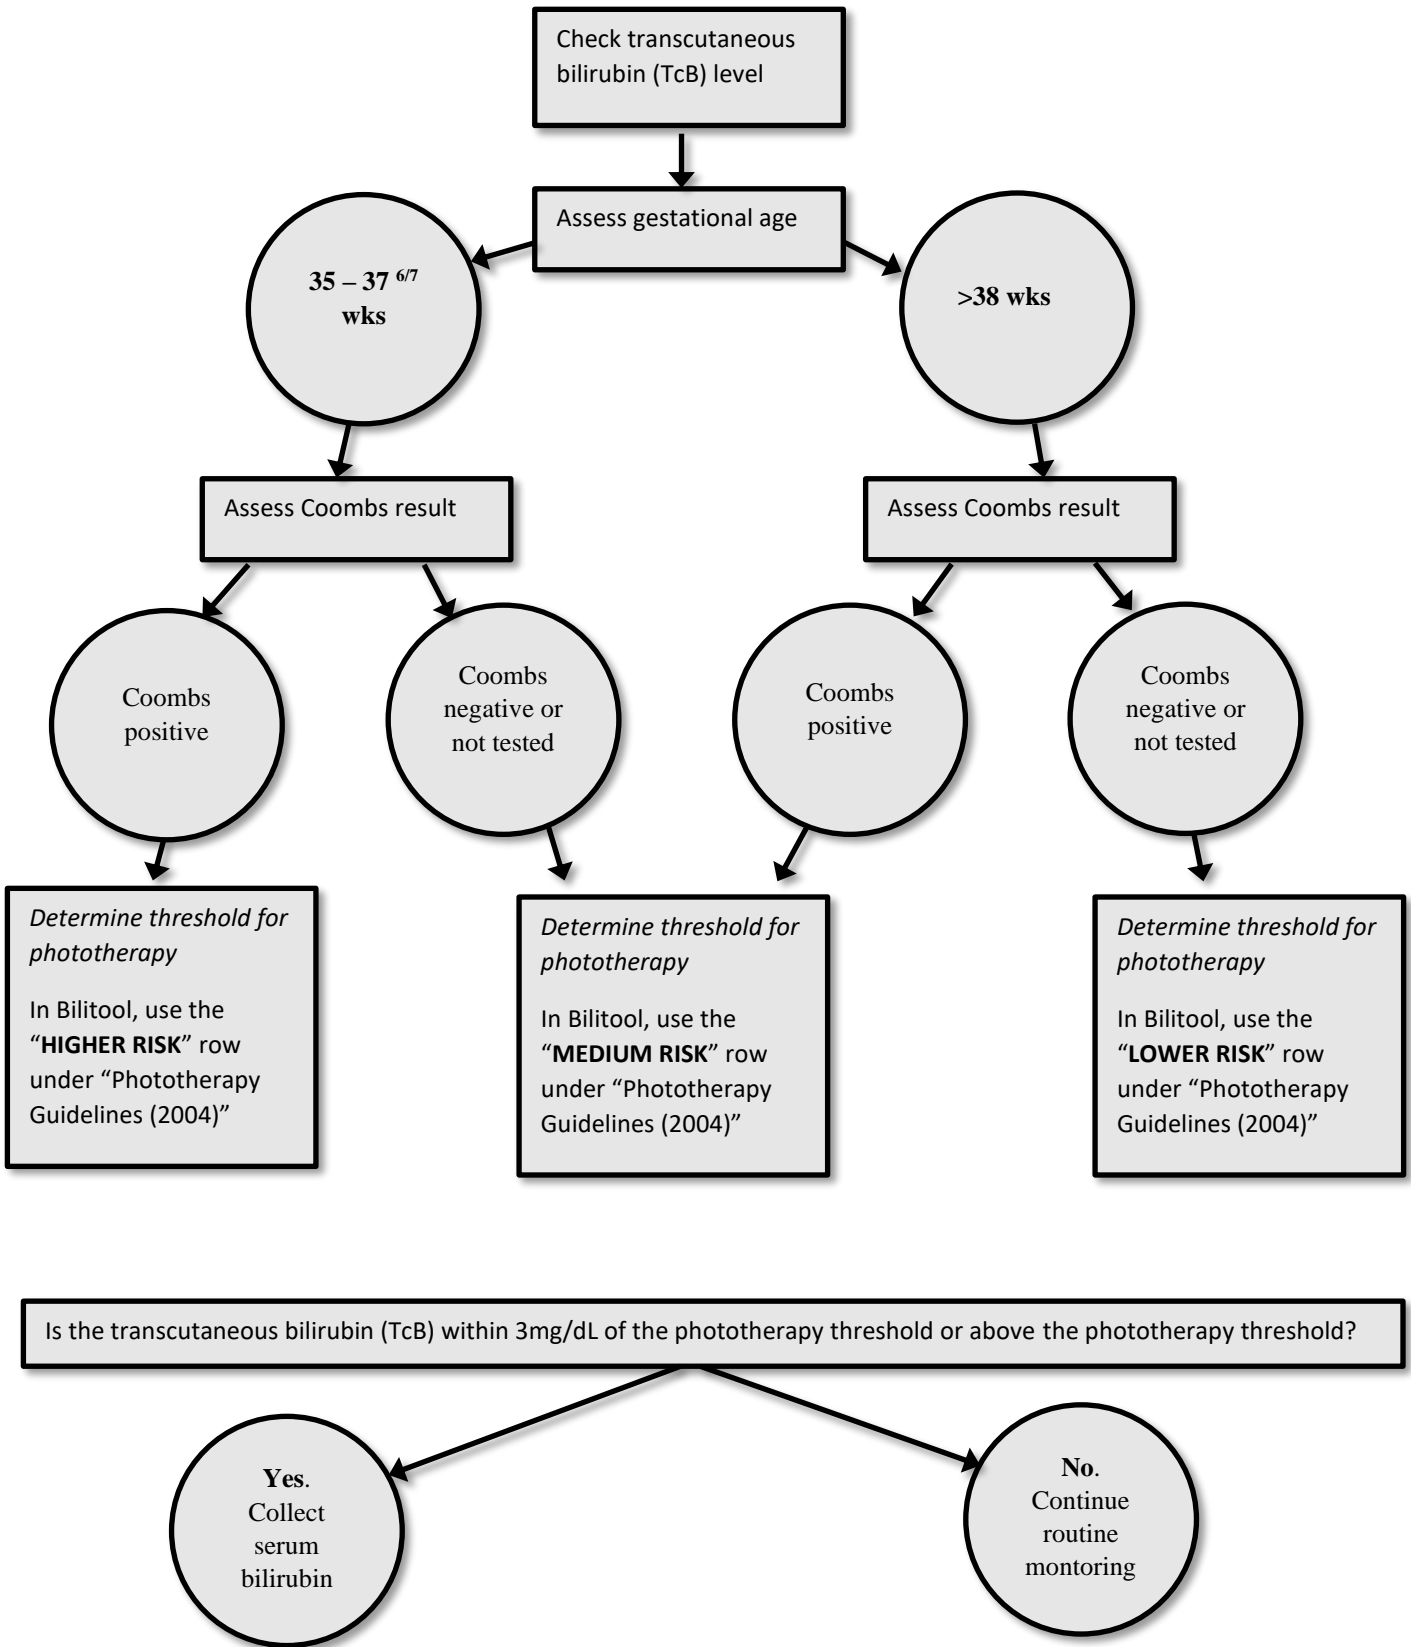 Check transcutaneous
bilirubin (TcB) level
Assess gestational age
35 – 37 6/7
wks
>38 wks
Assess Coombs result
Assess Coombs result
Coombs
positive
Coombs
negative or
not tested
Coombs
positive
Coombs
negative or
not tested
Determine threshold for
phototherapy
In Bilitool, use the
“HIGHER RISK” row
under “Phototherapy
Guidelines (2004)”
Determine threshold for
phototherapy
In Bilitool, use the
“MEDIUM RISK” row
under “Phototherapy
Guidelines (2004)”
Determine threshold for
phototherapy
In Bilitool, use the
“LOWER RISK” row
under “Phototherapy
Guidelines (2004)”
Is the transcutaneous bilirubin (TcB) within 3mg/dL of the phototherapy threshold or above the phototherapy threshold?
Yes.
Collect
serum
bilirubin
No.
Continue
routine
montoring